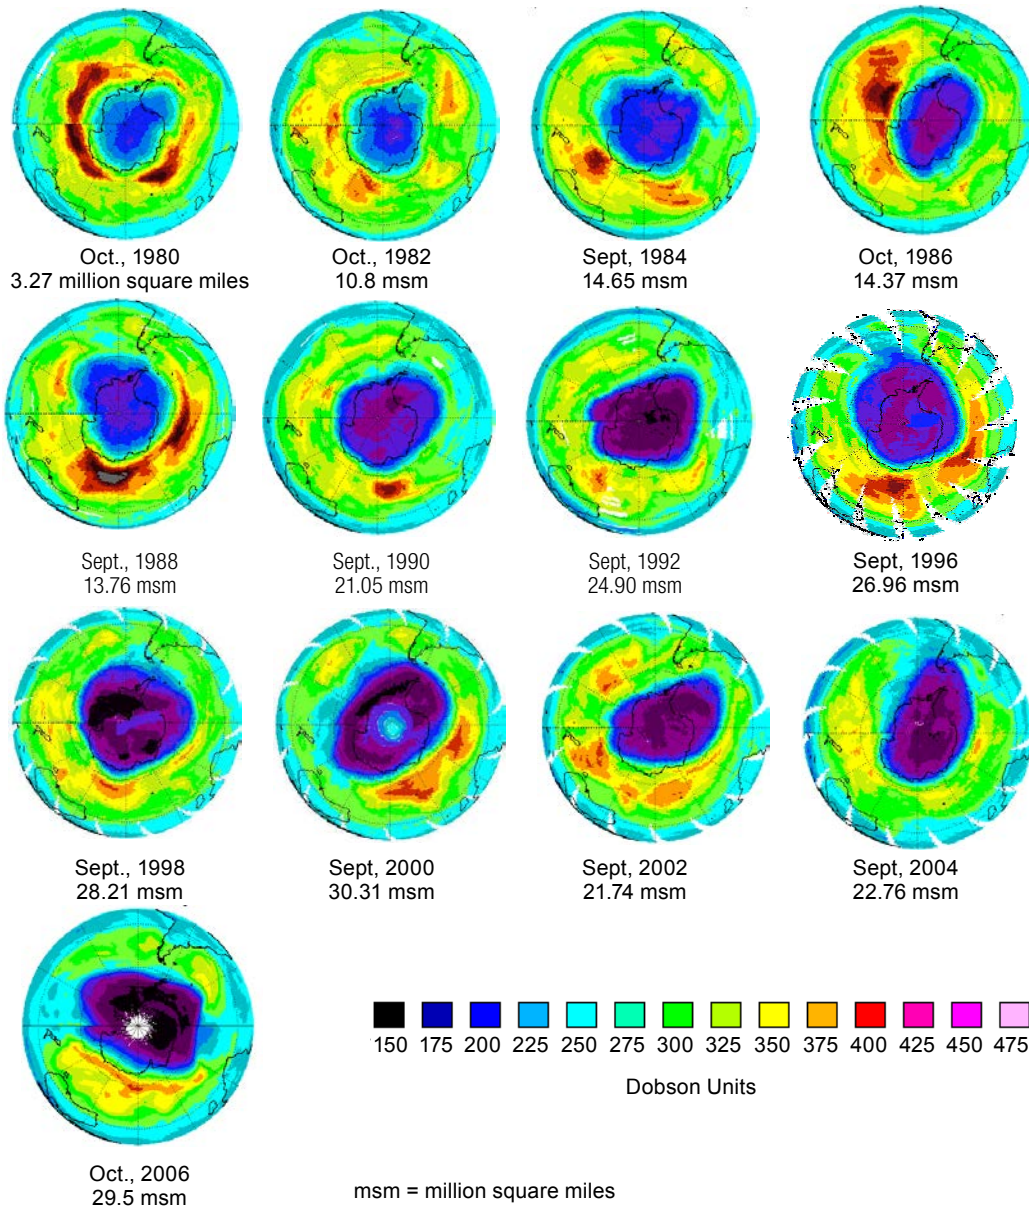 Oct., 1980
3.27 million square miles
Oct., 1982
10.8 msm
Sept, 1984
14.65 msm
Oct, 1986
14.37 msm
Sept., 1988
13.76 msm
Sept., 1990
21.05 msm
Sept., 1992
24.90 msm
Sept, 1996
26.96 msm
Sept., 1998
28.21 msm
Sept, 2000
30.31 msm
Sept, 2002
21.74 msm
Sept, 2004
22.76 msm
150 175 200 225 250 275 300 325 350 375 400 425 450 475
Dobson Units
Oct., 2006
29.5 msm
msm = million square miles